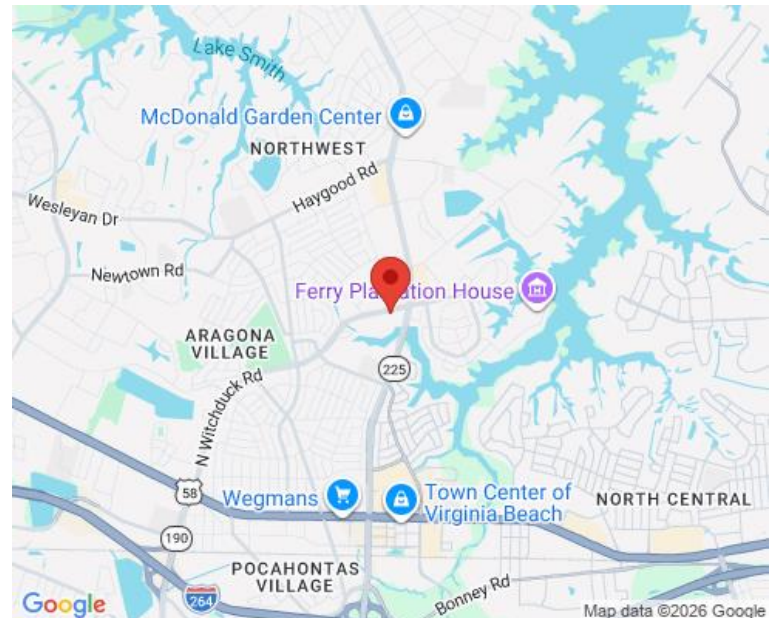 Lake Smith
McDonald Garden Center
NORTHWEST
Haygood Rd
Wesleyan Dr
Newtown Rd
Ferry Pla
ation House
ARAGONA
VILLAGE
225
N Witchduck Rd
58
Wegmans
Town Center of
Virginia Beach
NORTH CENTRAL
190
POCAHONTAS
VILLAGE
264
Bonney Rd
Google
Map data ©2026 Google